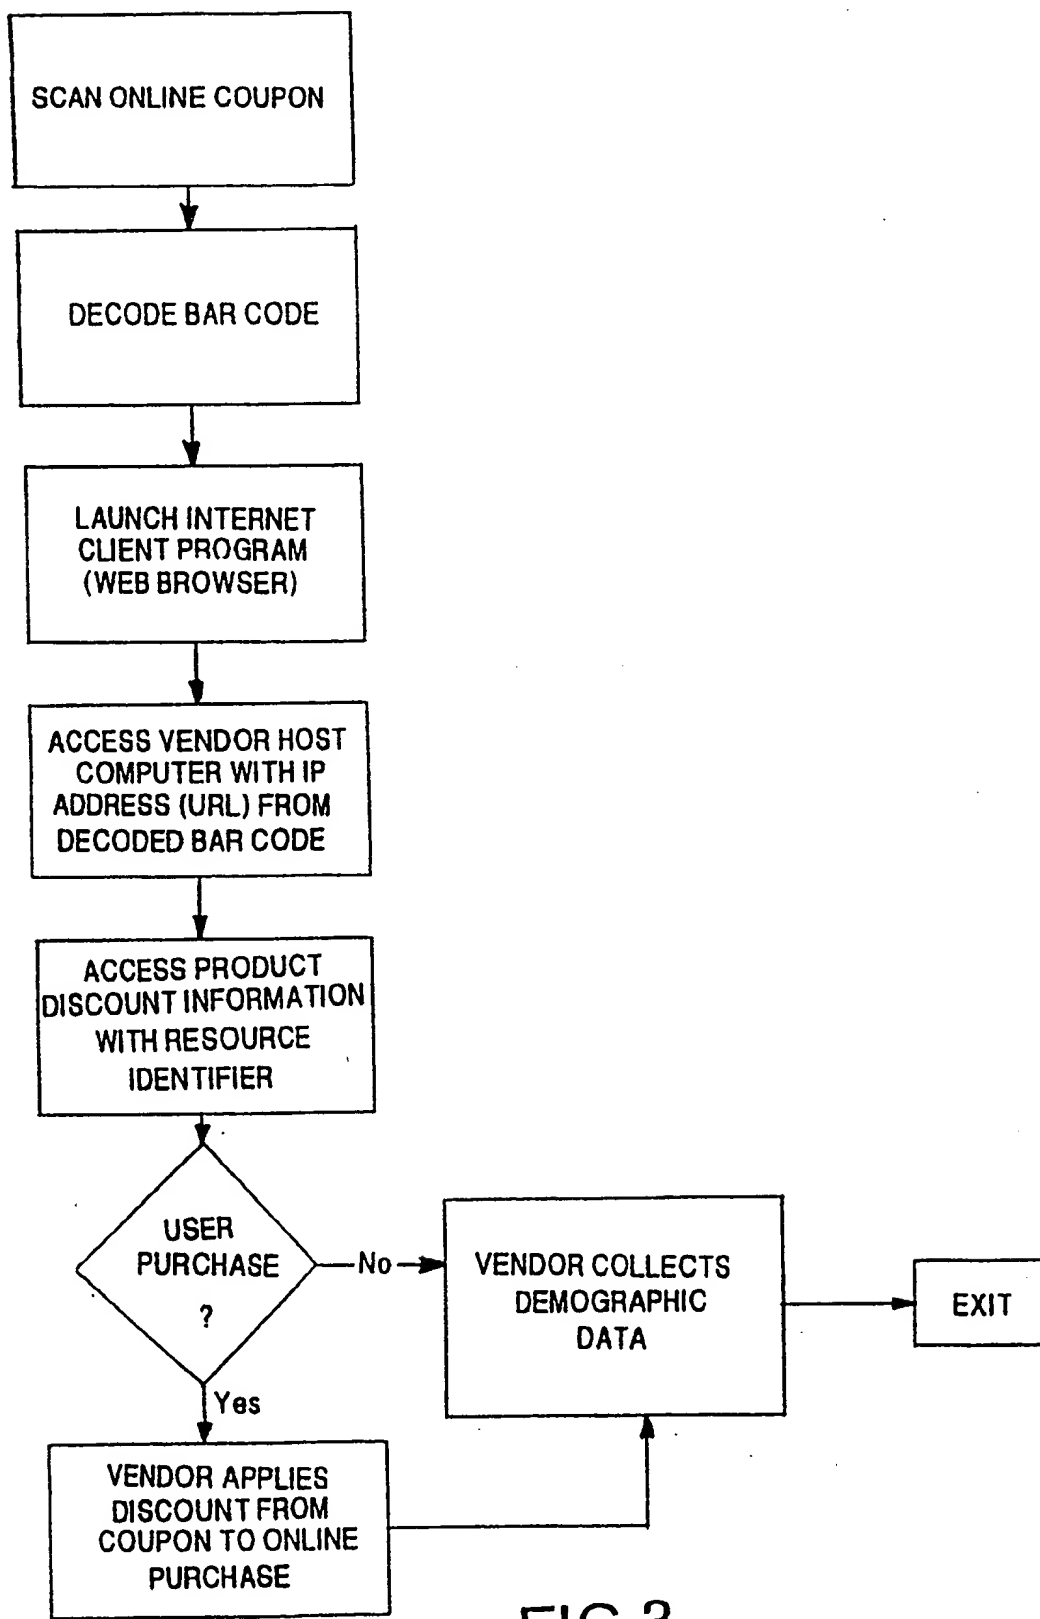 SCAN ONLINE COUPON
DECODE BAR CODE
LAUNCH INTERNET
CLIENT PROGRAM
(WEB BROWSER)
ACCESS VENDOR HOST
COMPUTER WITH IP
ADDRESS (URL) FROM
DECODED BAR CODE
ACCESS PRODUCT
DISCOUNT INFORMATION
WITH RESOURCE
IDENTIFIER
USER
PURCHASE
?
No
VENDOR COLLECTS
DEMOGRAPHIC
DATA
EXIT
Yes
VENDOR APPLIES
DISCOUNT FROM
COUPON TO ONLINE
PURCHASE